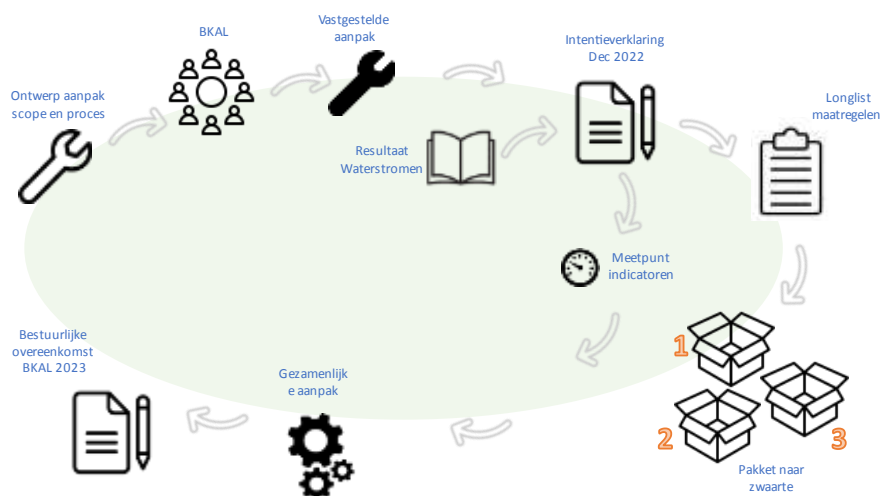 BKAL
Vastgestelde
aanpak
Intentieverklaring
Dec 2022
Ontwerp aanpak
scope en proces
Longlist
maatregelen
Resultaat
Waterstromen
Meetpunt
indicatoren
Bestuurlijke
overeenkomst
BKAL 2023
Gezamenlijk
e aanpak
1
2
3
Pakket naar
zwaarte